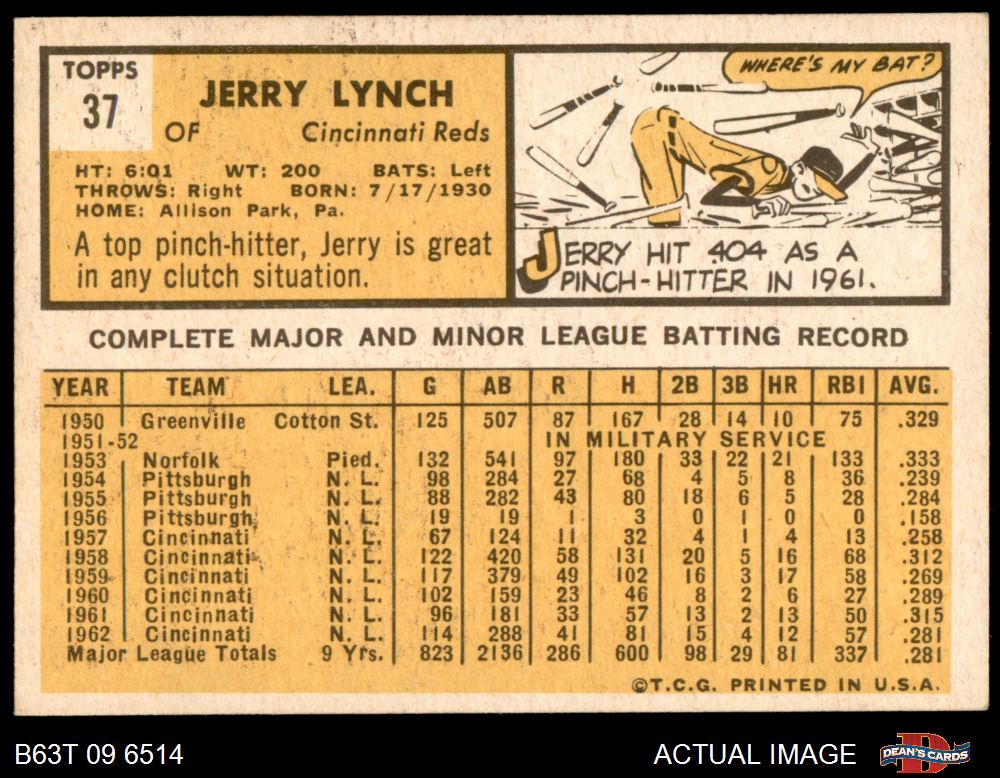 TOPPS
37
JERRY LYNCH
OF Cincinnati Reds
HT: 6:01 WT: 200 BATS: Left
THROWS: Right BORN: 7/17/1930
HOME: Allison Park, Pa.
A top pinch-hitter, Jerry is great
in any clutch situation.
WHERE'S MY BAT?
JERRY HIT .404 AS A
PINCH-HITTER IN 1961.
COMPLETE MAJOR AND MINOR LEAGUE BATTING RECORD
YEAR TEAM LEA. G AB R H 2B 3B HR RBI AVG.
1950 Greenville Cotton St. 125 507 87 167 28 14 10 75 .329
1951-52 IN MILITARY SERVICE
1953 Norfolk Pied. 132 541 97 180 33 22 21 133 .333
1954 Pittsburgh N. L. 98 284 27 68 4 5 8 36 .239
1955 Pittsburgh N. L. 88 282 43 80 18 6 5 28 .284
1956 Pittsburgh N. L. 19 19 1 3 0 1 0 0 .158
1957 Cincinnati N. L. 67 124 11 32 4 1 4 13 .258
1958 Cincinnati N. L. 122 420 58 131 20 5 16 68 .312
1959 Cincinnati N. L. 117 379 49 102 16 3 17 58 .269
1960 Cincinnati N. L. 102 159 23 46 8 2 6 27 .289
1961 Cincinnati N. L. 96 181 33 57 13 2 13 50 .315
1962 Cincinnati N. L. 114 288 41 81 15 4 12 57 .281
Major League Totals 9 Yrs. 823 2136 286 600 98 29 81 337 .281
©T.C.G. PRINTED IN U.S.A.
B63T 09 6514 ACTUAL IMAGE DEAN'S CARDS